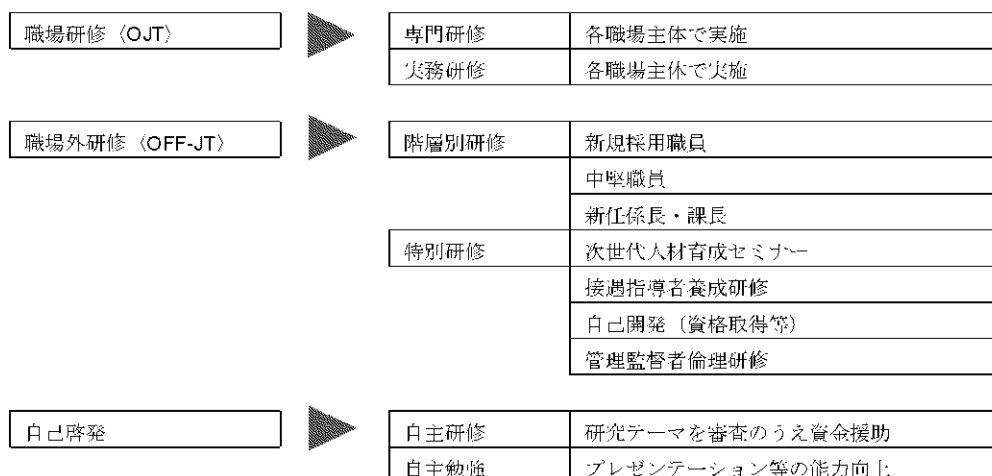 職場研修〈OJT〉 専門研修 各職場主体で実施
実務研修 各職場主体で実施
職場外研修〈OFF-JT〉 階層別研修 新規採用職員
中堅職員
新任係長・課長
特別研修 次世代人材育成セミナー
接遇指導者養成研修
自己開発（資格取得等）
管理監督者倫理研修
自己啓発 自主研修 研究テーマを審査のうえ資金援助
自主勉強 プレゼンテーション等の能力向上